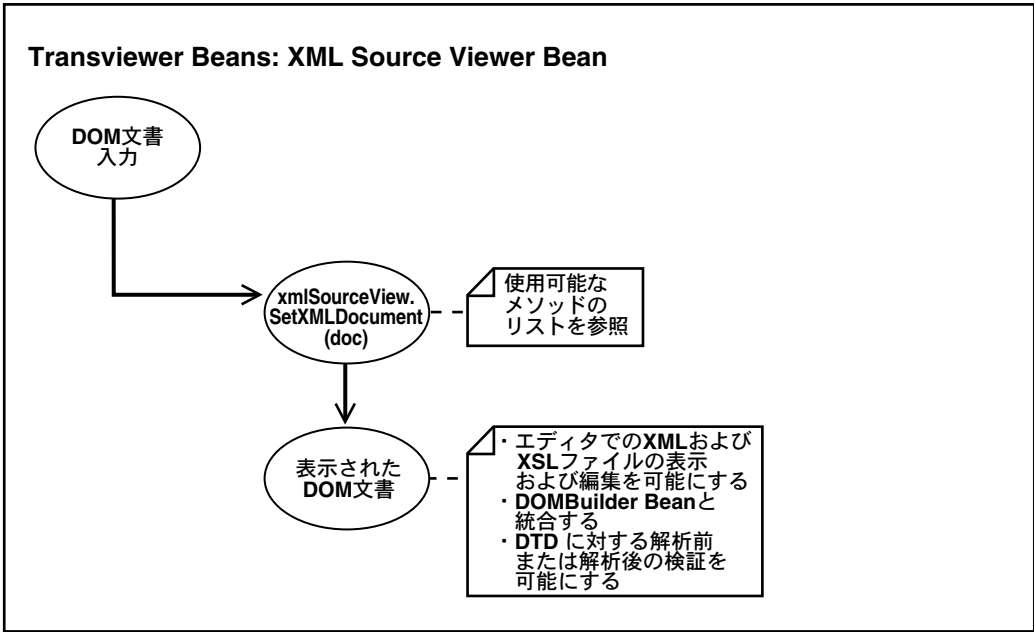 Transviewer Beans: XML Source Viewer Bean
DOM文書
入力
xmlSourceView.
SetXMLDocument
(doc)
使用可能な
メソッドの
リストを参照
表示された
DOM文書
・エディタでのXMLおよび
XSLファイルの表示
および編集を可能にする
・DOMBuilder Beanと
統合する
・DTD に対する解析前
または解析後の検証を
可能にする